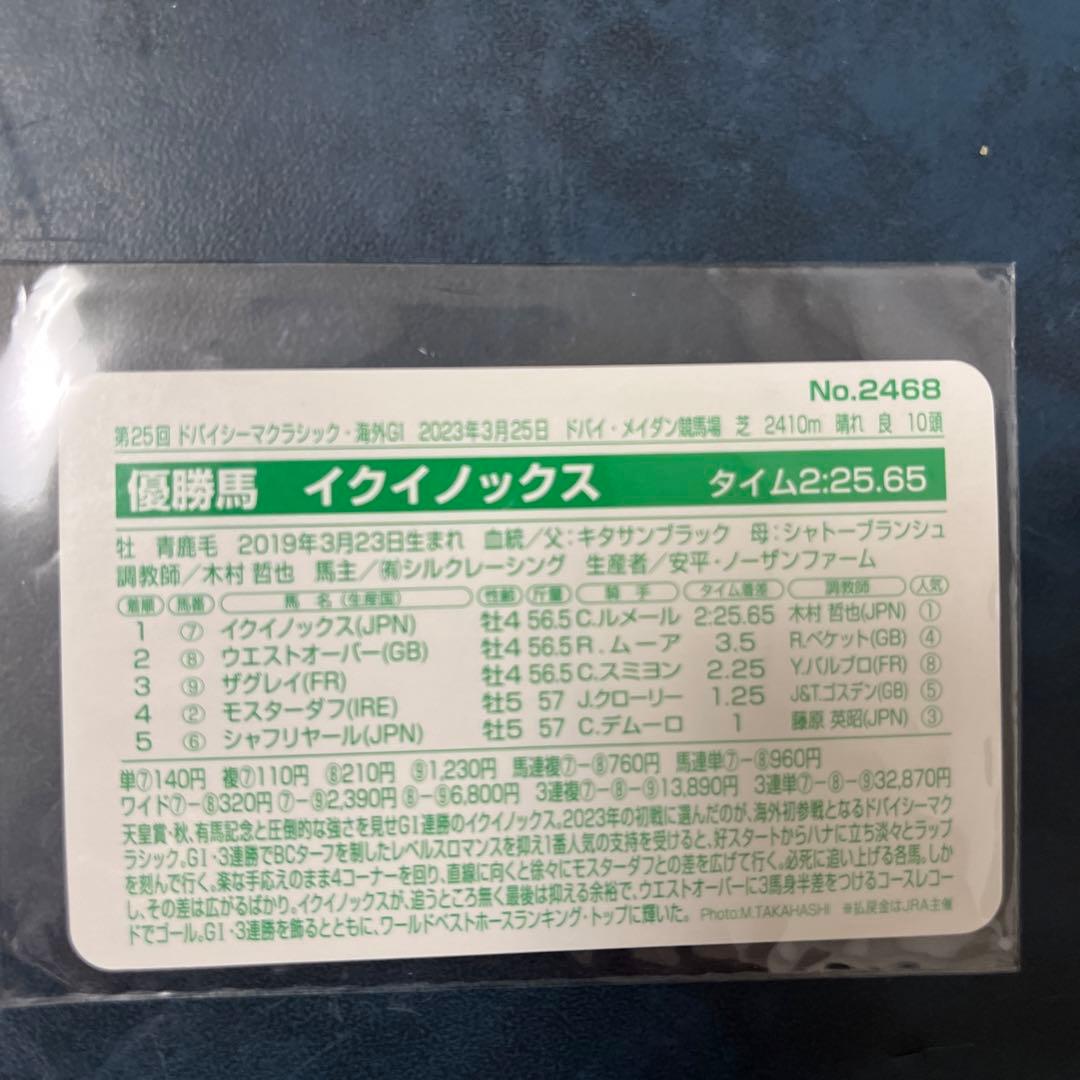 No.2468
第25回 ドバイシーマクラシック・海外GI 2023年3月25日 ドバイ・メイダン競馬場 芝 2410m 晴れ 良 10頭
優勝馬 イクイノックス タイム2:25.65
牡 青鹿毛 2019年3月23日生まれ 血統／父:キタサンブラック 母:シャトーブランシュ
調教師／木村 哲也 馬主／㈲シルクレーシング 生産者／安平・ノーザンファーム
着順 馬番 馬 名(生産国) 性齢 斤量 騎 手 タイム着差 調教師 人気
1 ⑦ イクイノックス(JPN) 牡4 56.5 C.ルメール 2:25.65 木村 哲也(JPN) ①
2 ⑧ ウエストオーバー(GB) 牡4 56.5 R.ムーア 3.5 R.ベケット(GB) ④
3 ⑨ ザグレイ(FR) 牡4 56.5 C.スミヨン 2.25 Y.バルブロ(FR) ⑧
4 ② モスターダフ(IRE) 牡5 57 J.クローリー 1.25 J&T.ゴスデン(GB) ⑤
5 ⑥ シャフリヤール(JPN) 牡5 57 C.デムーロ 1 藤原 英昭(JPN) ③
単⑦140円 複⑦110円 ⑧210円 ⑨1,230円 馬連複⑦-⑧760円 馬連単⑦-⑧960円
ワイド⑦-⑧320円 ⑦-⑨2,390円 ⑧-⑨6,800円 3連複⑦-⑧-⑨13,890円 3連単⑦-⑧-⑨32,870円
天皇賞・秋、有馬記念と圧倒的な強さを見せGI連勝のイクイノックス。2023年の初戦に選んだのが、海外初参戦となるドバイシーマク
ラシック。GI・3連勝でBCターフを制したレベルスロマンスを抑え1番人気の支持を受けると、好スタートからハナに立ち淡々とラップ
を刻んで行く。楽な手応えのまま4コーナーを回り、直線に向くと徐々にモスターダフとの差を広げて行く。必死に追い上げる各馬。しか
し、その差は広がるばかり。イクイノックスが、追うところ無く最後は抑える余裕で、ウエストオーバーに3馬身半差をつけるコースレコー
ドでゴール。GI・3連勝を飾るとともに、ワールドベストホースランキング・トップに輝いた。 Photo:M.TAKAHASHI ※払戻金はJRA主催